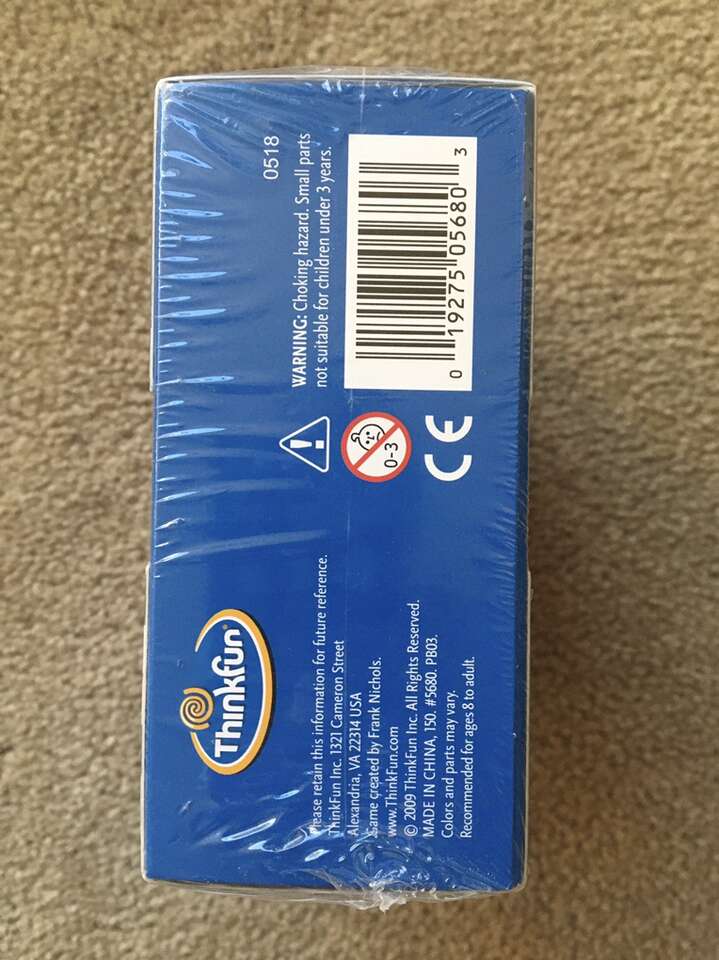 Thinkfun
Please retain this information for future reference.
ThinkFun Inc. 1321 Cameron Street
Alexandria, VA 22314 USA
Game created by Frank Nichols.
www.ThinkFun.com
© 2009 ThinkFun Inc. All Rights Reserved.
MADE IN CHINA, 150. #5680. PB03.
Colors and parts may vary.
Recommended for ages 8 to adult.
0-3
CE
0518
WARNING: Choking hazard. Small parts
not suitable for children under 3 years.
0 19275 05680 3